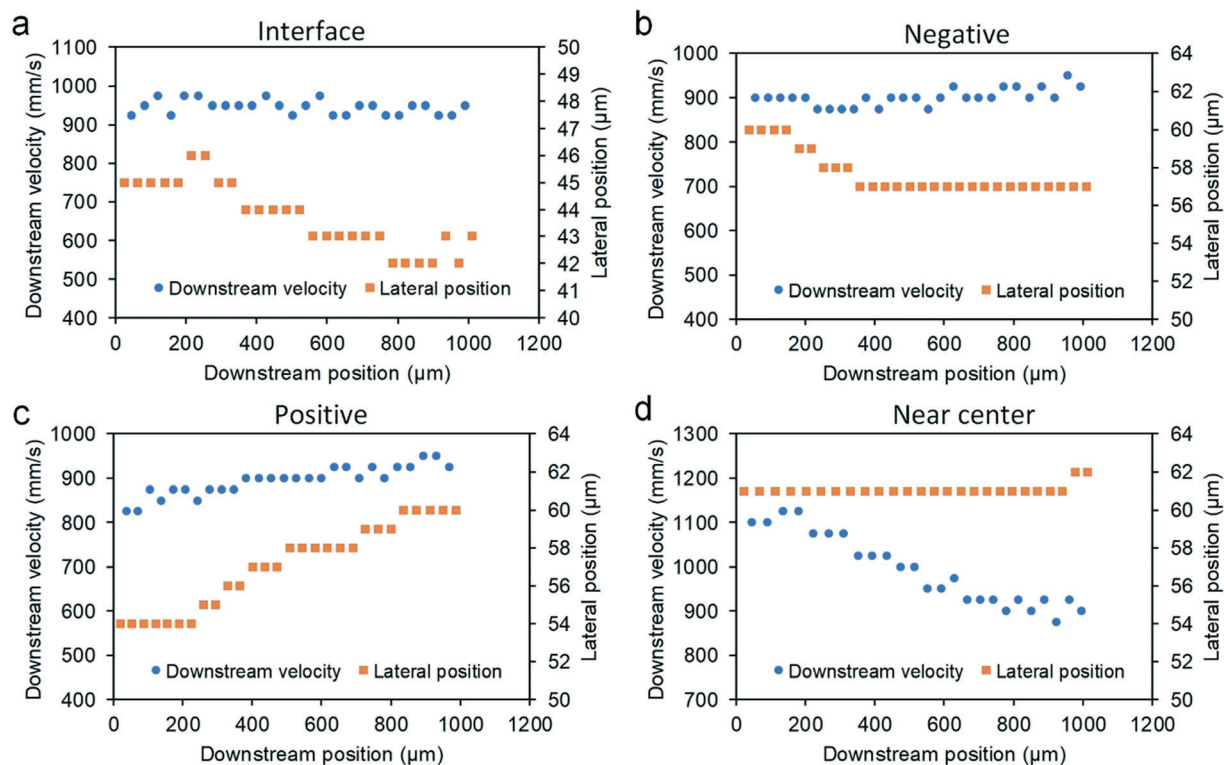 a
Interface
Downstream velocity (mm/s)
1100
1000
900
800
700
600
500
400
50
49
48
47
46
45
44
43
42
41
40
Lateral position (µm)
Downstream velocity
Lateral position
0 200 400 600 800 1000 1200
Downstream position (µm)
b
Negative
Downstream velocity (mm/s)
1000
900
800
700
600
500
400
64
62
60
58
56
54
52
50
Lateral position (µm)
Downstream velocity
Lateral position
0 200 400 600 800 1000 1200
Downstream position (µm)
c
Positive
Downstream velocity (mm/s)
1000
900
800
700
600
500
400
64
62
60
58
56
54
52
50
Lateral position (µm)
Downstream velocity
Lateral position
0 200 400 600 800 1000 1200
Downstream position (µm)
d
Near center
Downstream velocity (mm/s)
1300
1200
1100
1000
900
800
700
64
62
60
58
56
54
52
50
Lateral position (µm)
Downstream velocity
Lateral position
0 200 400 600 800 1000 1200
Downstream position (µm)